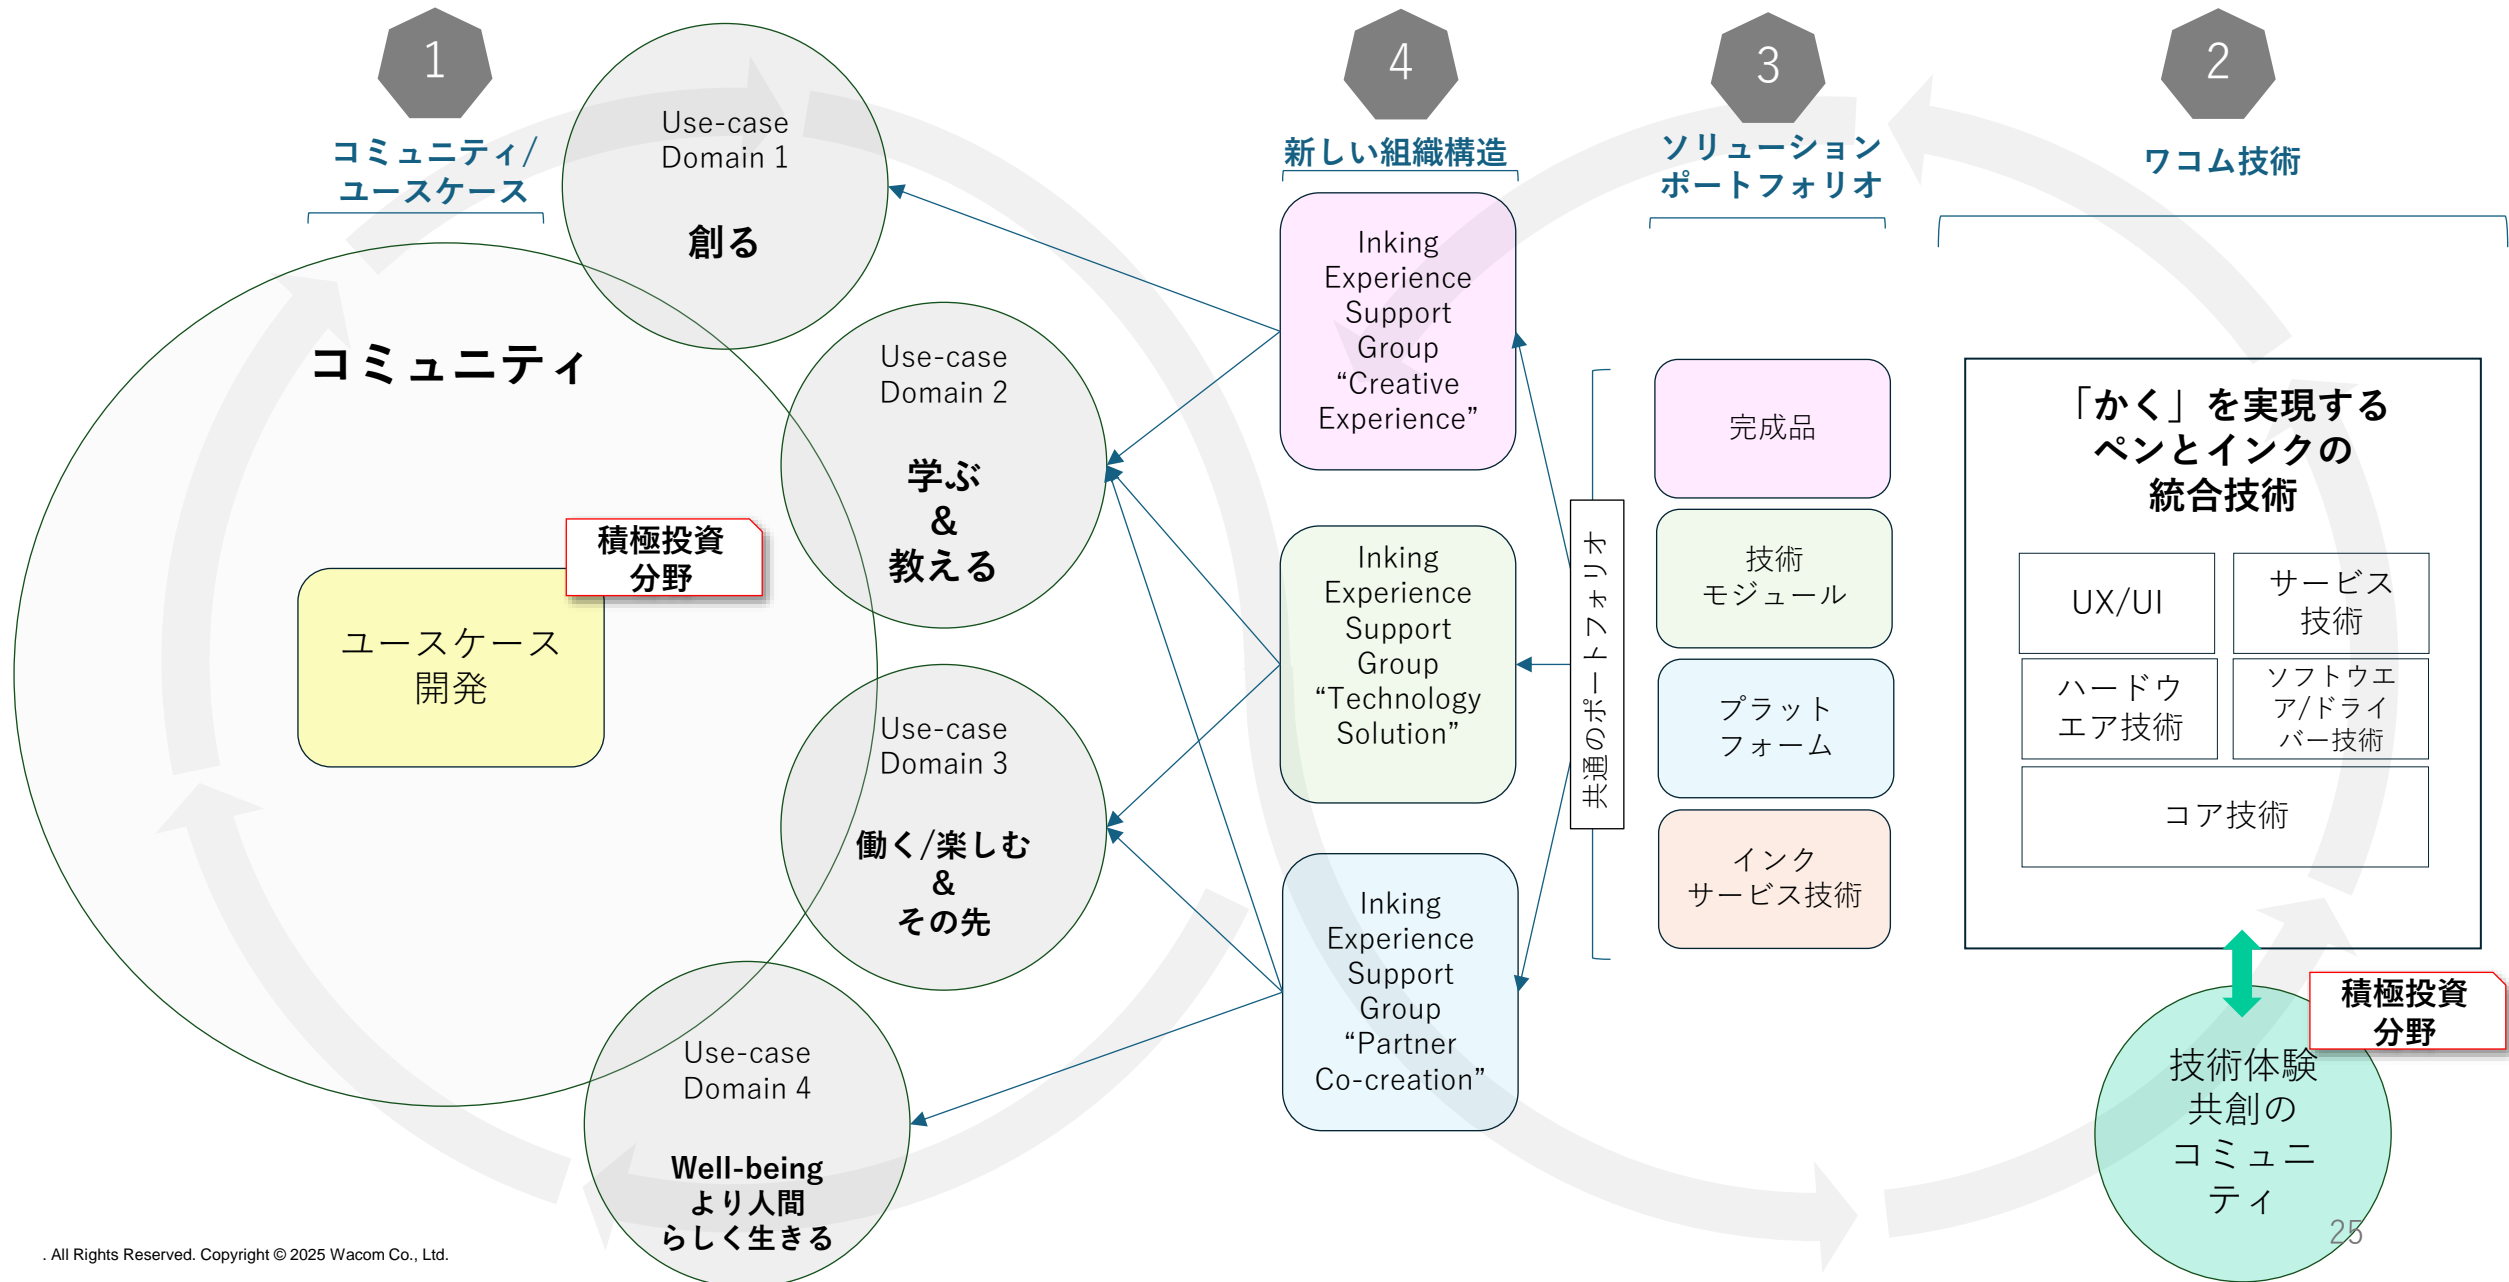 1
コミュニティ/
ユースケース
コミュニティ
積極投資
分野
ユースケース
開発
Use-case
Domain 1
創る
Use-case
Domain 2
学ぶ
&
教える
Use-case
Domain 3
働く/楽しむ
&
その先
Use-case
Domain 4
Well-being
より人間
らしく生きる
4
新しい組織構造
Inking
Experience
Support
Group
“Creative
Experience”
Inking
Experience
Support
Group
“Technology
Solution”
Inking
Experience
Support
Group
“Partner
Co-creation”
共通のポートフォリオ
3
ソリューション
ポートフォリオ
完成品
技術
モジュール
プラット
フォーム
インク
サービス技術
2
ワコム技術
「かく」を実現する
ペンとインクの
統合技術
UX/UI
サービス
技術
ハードウ
エア技術
ソフトウエ
ア/ドライ
バー技術
コア技術
積極投資
分野
技術体験
共創の
コミュニ
ティ
25
. All Rights Reserved. Copyright © 2025 Wacom Co., Ltd.